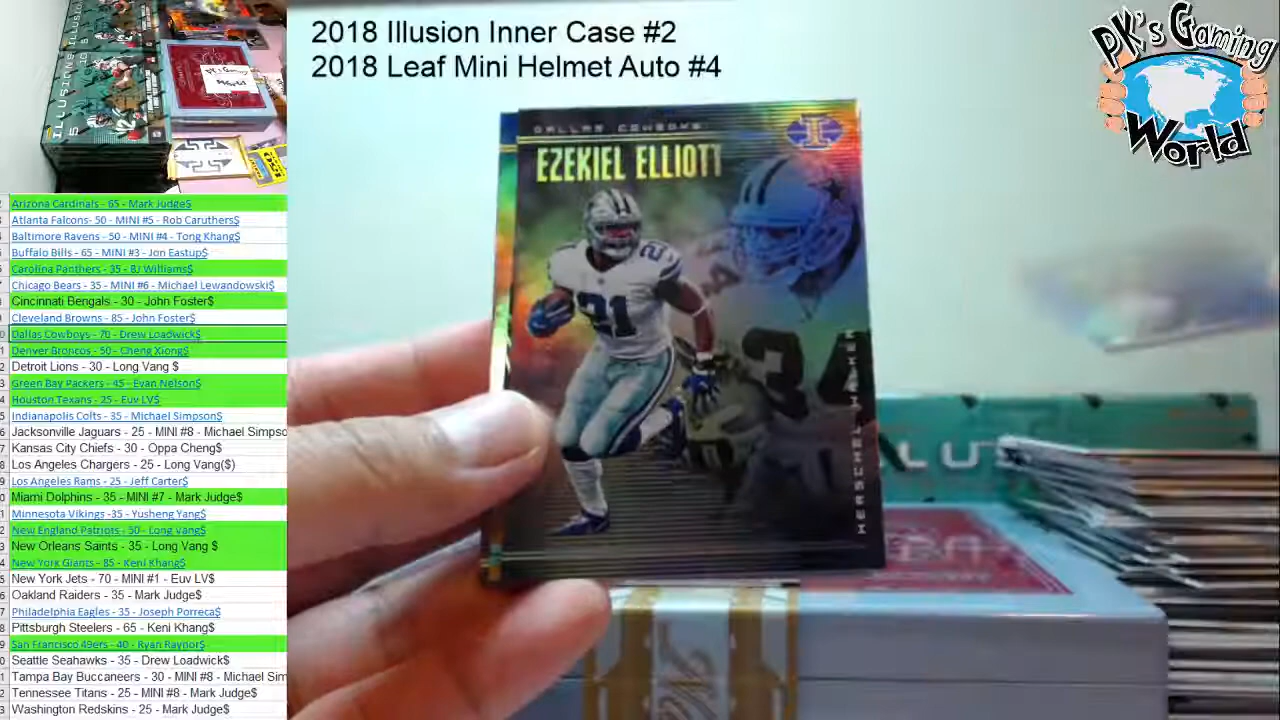 2018 Illusion Inner Case #2
2018 Leaf Mini Helmet Auto #4
PK's Gaming
World
DALLAS COWBOYS
EZEKIEL ELLIOTT
21
21
34
Arizona Cardinals - 65 - Mark Judge$
Atlanta Falcons- 50 - MINI #5 - Rob Caruthers$
Baltimore Ravens - 50 - MINI #4 - Tong Khang$
Buffalo Bills - 65 - MINI #3 - Jon Eastup$
Carolina Panthers - 35 - BJ Williams$
Chicago Bears - 35 - MINI #6 - Michael Lewandowski$
Cincinnati Bengals - 30 - John Foster$
Cleveland Browns - 85 - John Foster$
Dallas Cowboys - 70 - Drew Loadwick$
Denver Broncos - 50 - Cheng Xiong$
Detroit Lions - 30 - Long Vang $
Green Bay Packers - 45 - Evan Nelson$
Houston Texans - 25 - Euv LV$
Indianapolis Colts - 35 - Michael Simpson$
Jacksonville Jaguars - 25 - MINI #8 - Michael Simpso
Kansas City Chiefs - 30 - Oppa Cheng$
Los Angeles Chargers - 25 - Long Vang($)
Los Angeles Rams - 25 - Jeff Carter$
Miami Dolphins - 35 - MINI #7 - Mark Judge$
Minnesota Vikings -35 - Yusheng Yang$
New England Patriots - 50 - Long Vang$
New Orleans Saints - 35 - Long Vang $
New York Giants - 85 - Keni Khang$
New York Jets - 70 - MINI #1 - Euv LV$
Oakland Raiders - 35 - Mark Judge$
Philadelphia Eagles - 35 - Joseph Porreca$
Pittsburgh Steelers - 65 - Keni Khang$
San Francisco 49ers - 40 - Ryan Raynor$
Seattle Seahawks - 35 - Drew Loadwick$
Tampa Bay Buccaneers - 30 - MINI #8 - Michael Sim
Tennessee Titans - 25 - MINI #8 - Mark Judge$
Washington Redskins - 25 - Mark Judge$